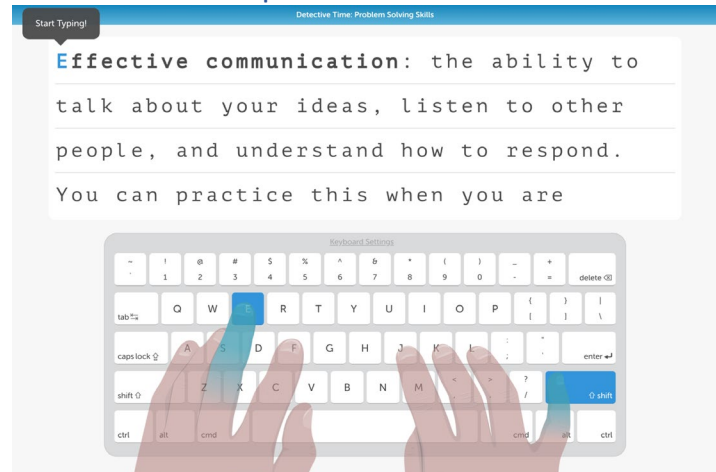 Detective Time: Problem Solving Skills
Start Typing!
Effective communication: the ability to
talk about your ideas, listen to other
people, and understand how to respond.
You can practice this when you are
Keyboard Settings
~ ! @ # $ % ^ & * ( ) _ +
` 1 2 3 4 5 6 7 8 9 0 - = delete
tab Q W E R T Y U I O P { } |
[ ] \
caps lock A S D F G H J K L : " enter
; '
shift Z X C V B N M < > ? shift
, . /
ctrl alt cmd cmd alt ctrl